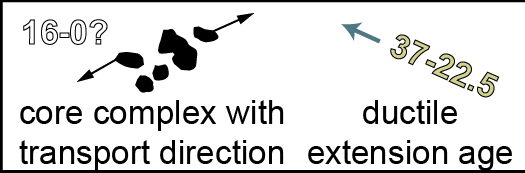 16-0?
37-22.5
core complex with
transport direction
ductile
extension age